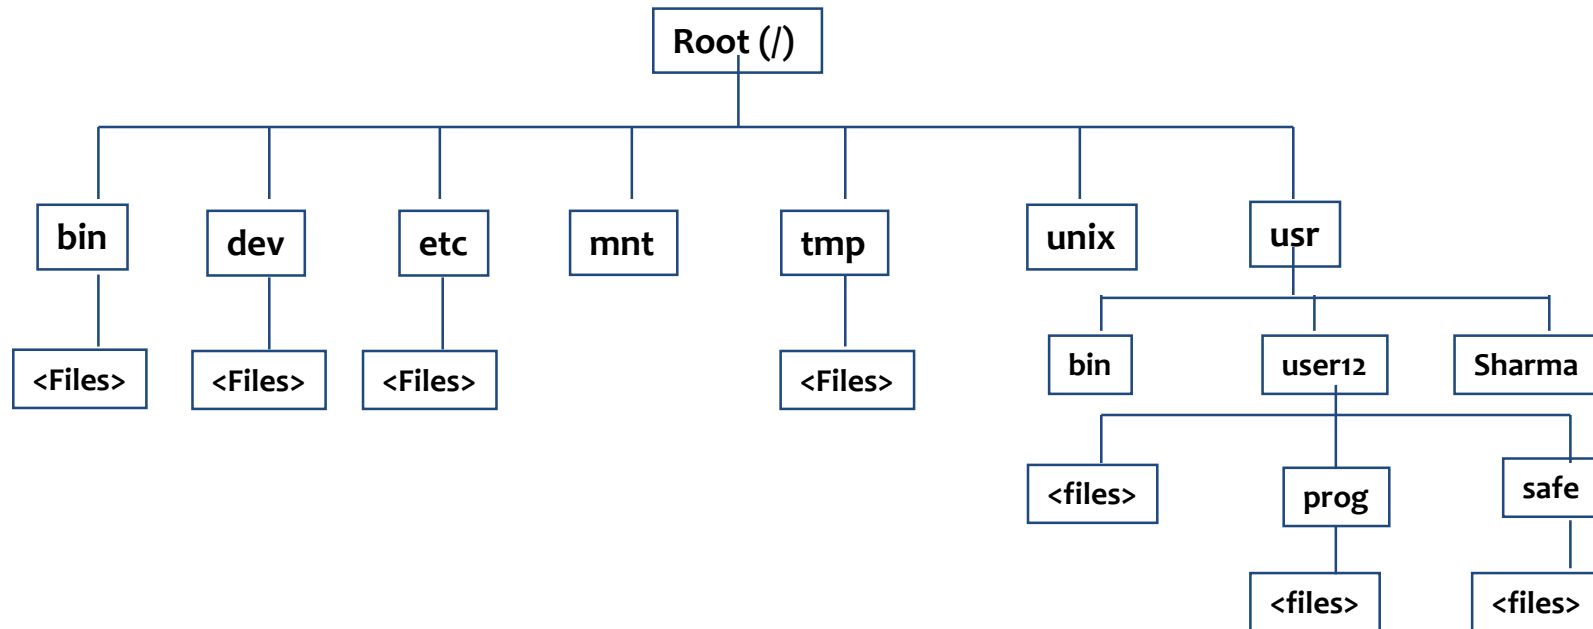 Root (/)
bin
dev
etc
mnt
tmp
unix
usr
<Files>
<Files>
<Files>
<Files>
bin
user12
Sharma
<files>
prog
safe
<files>
<files>